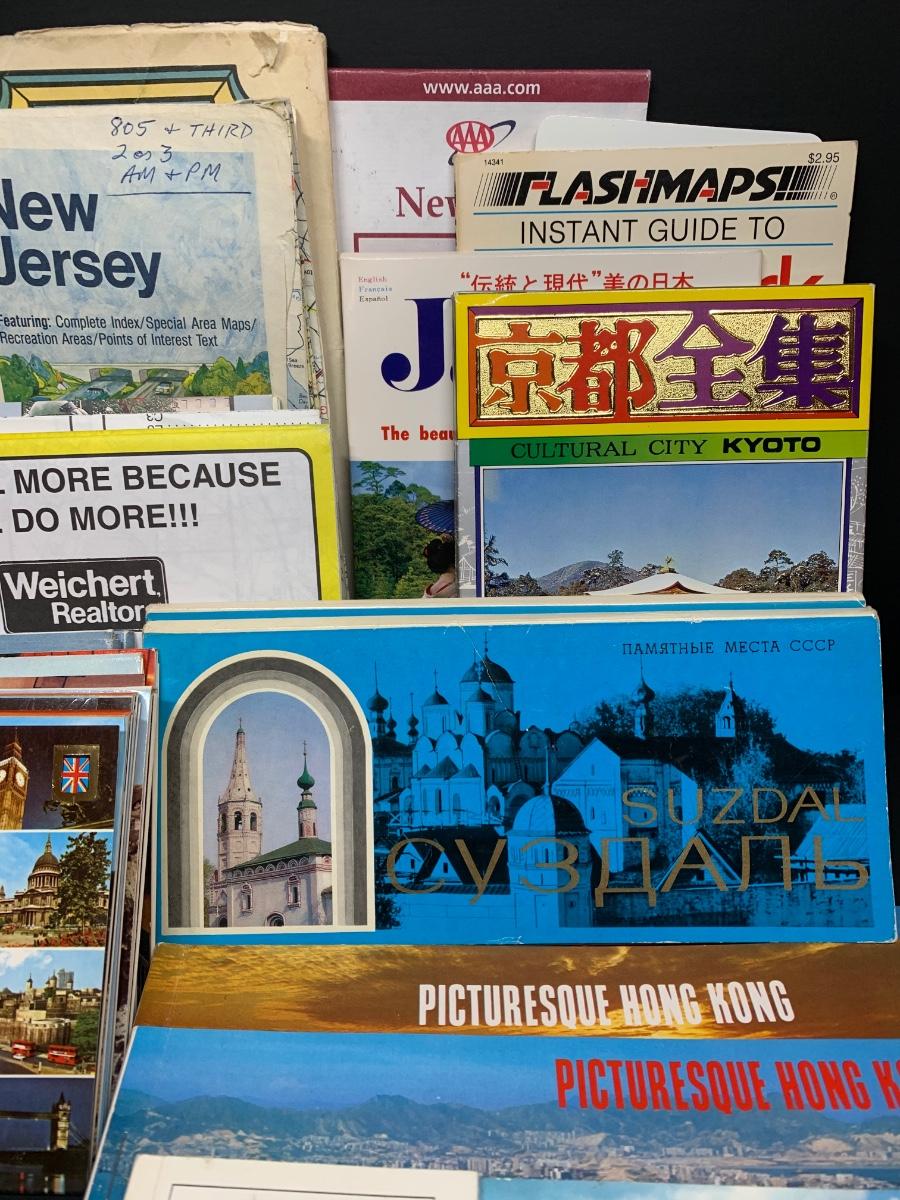 www.aaa.com
AAA
New
805 & THIRD
2 or 3
AM & PM
New
Jersey
Featuring: Complete Index/Special Area Maps/
Recreation Areas/Points of Interest Text
14341
$2.95
FLASHMAPS!
INSTANT GUIDE TO
English
Français
Español
“伝統と現代”美の日本
The
京都全集
CULTURAL CITY KYOTO
MORE BECAUSE
DO MORE!!!
Weichert,
Realtor
ПАМЯТНЫЕ МЕСТА СССР
SUZDAL
СУЗДАЛЬ
PICTURESQUE HONG KONG
PICTURESQUE HONG